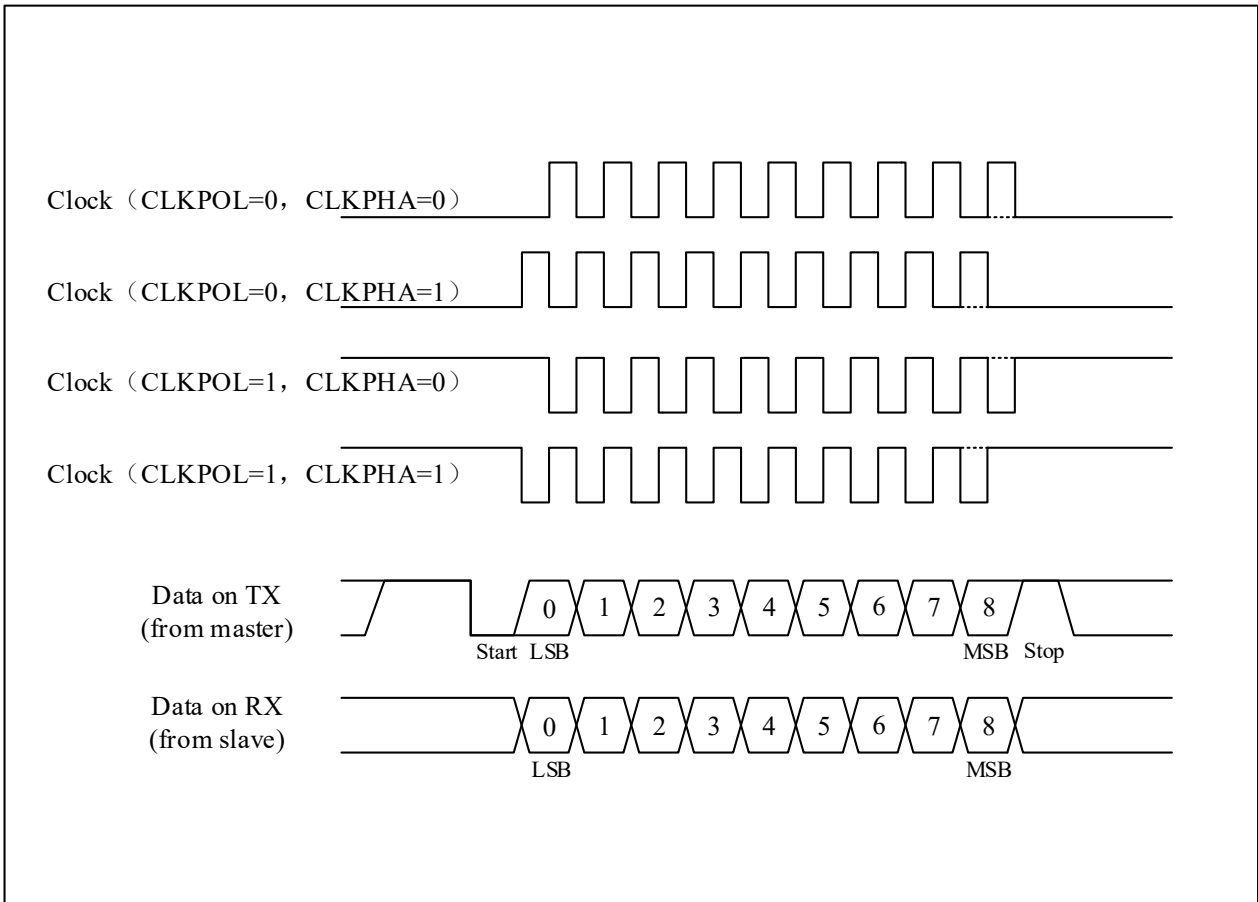 Clock（CLKPOL=0，CLKPHA=0）
Clock（CLKPOL=0，CLKPHA=1）
Clock（CLKPOL=1，CLKPHA=0）
Clock（CLKPOL=1，CLKPHA=1）
Data on TX
(from master)
0 1 2 3 4 5 6 7 8
Start LSB MSB Stop
Data on RX
(from slave)
0 1 2 3 4 5 6 7 8
LSB MSB